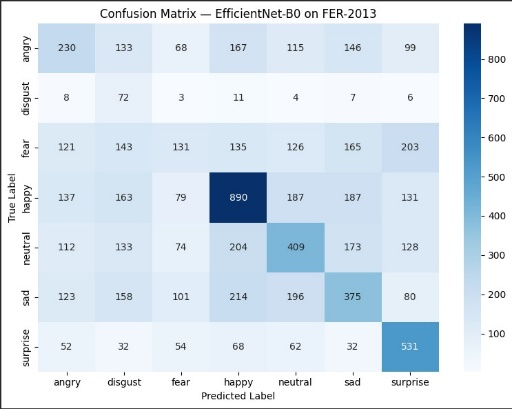 Confusion Matrix — EfficientNet-B0 on FER-2013
angry 230 133 68 167 115 146 99
disgust 8 72 3 11 4 7 6
fear 121 143 131 135 126 165 203
happy 137 163 79 890 187 187 131
neutral 112 133 74 204 409 173 128
sad 123 158 101 214 196 375 80
surprise 52 32 54 68 62 32 531
angry disgust fear happy neutral sad surprise
Predicted Label
True Label
800
700
600
500
400
300
200
100